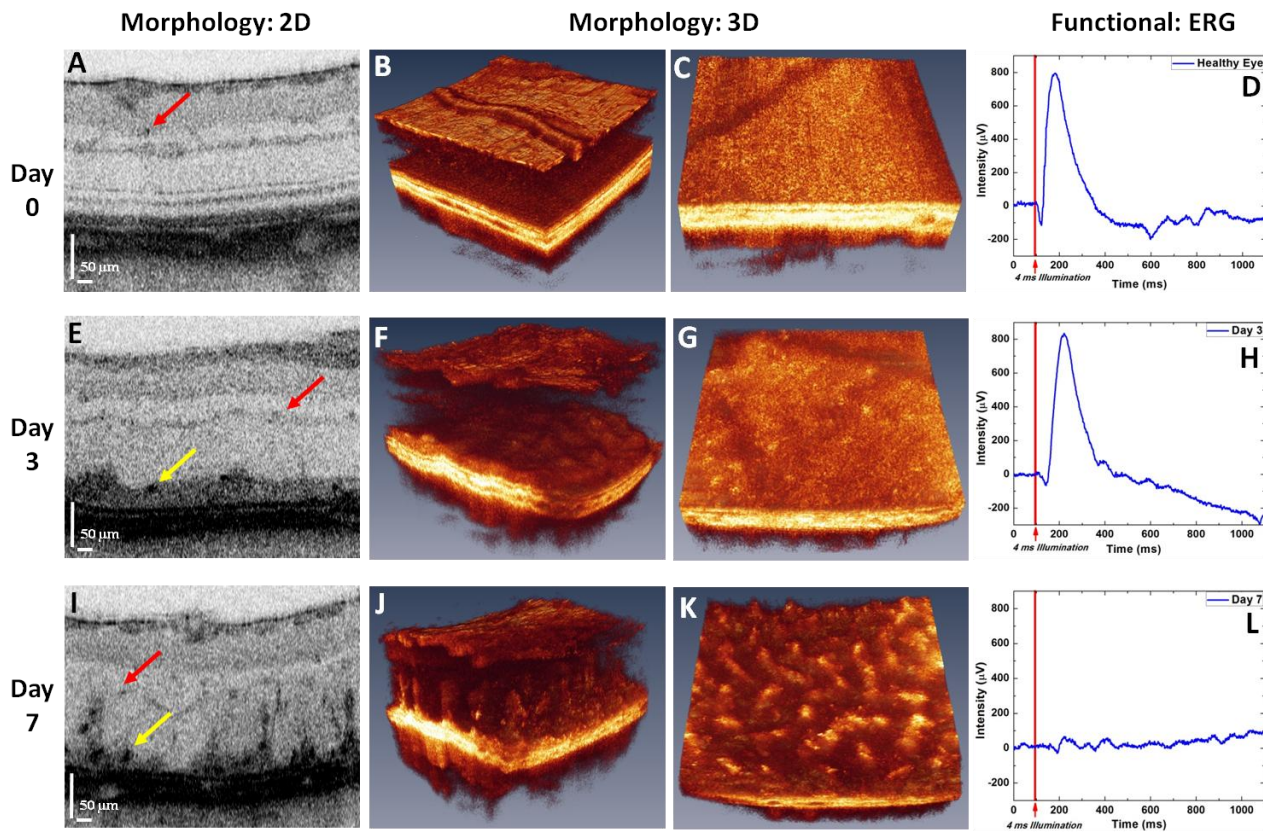 Morphology: 2D
Morphology: 3D
Functional: ERG
Day
0
A
50 μm
B
C
D
Healthy Eye
Intensity (μV)
800
600
400
200
0
-200
0 200 400 600 800 1000
4 ms Illumination
Time (ms)
Day
3
E
50 μm
F
G
H
Day 3
Intensity (μV)
800
600
400
200
0
-200
0 200 400 600 800 1000
4 ms Illumination
Time (ms)
Day
7
I
50 μm
J
K
L
Day 7
Intensity (μV)
800
600
400
200
0
-200
0 200 400 600 800 1000
4 ms Illumination
Time (ms)